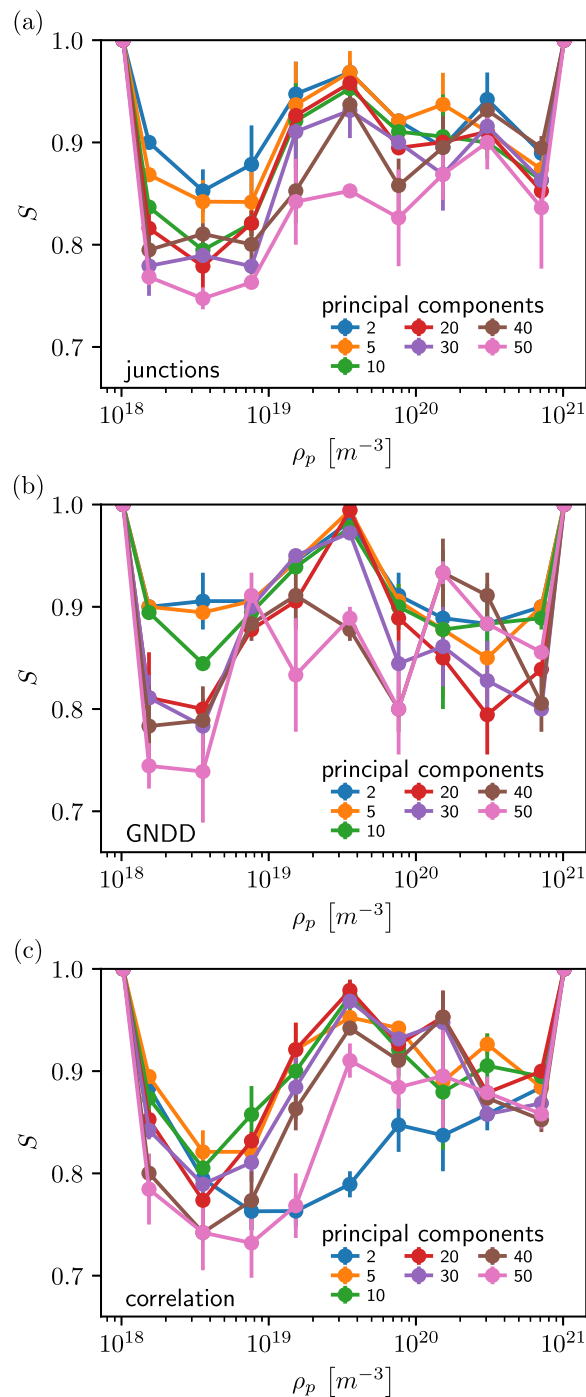 (a)
1.0
0.9
0.8
0.7
S
principal components
2 20 40
5 30 50
10
junctions
10^18 10^19 10^20 10^21
ρ_p [m^−3]
(b)
1.0
0.9
0.8
0.7
S
principal components
2 20 40
5 30 50
10
GNDD
10^18 10^19 10^20 10^21
ρ_p [m^−3]
(c)
1.0
0.9
0.8
0.7
S
principal components
2 20 40
5 30 50
10
correlation
10^18 10^19 10^20 10^21
ρ_p [m^−3]